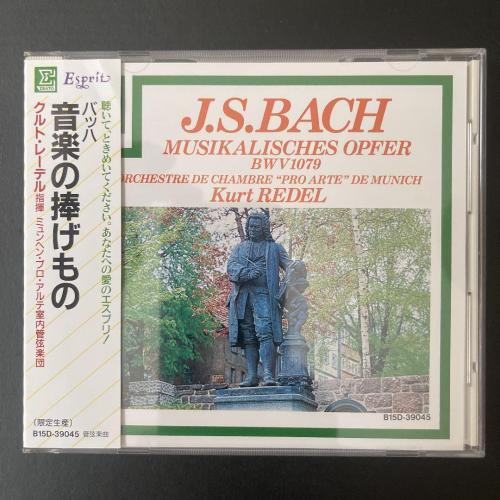 ERATO
Esprit
聴いて、ときめいてください。あなたへの愛のエスプリ!
バッハ
音楽の捧げもの
クルト・レーデル指揮 ミュンヘン・プロ・アルテ室内管弦楽団
(限定生産)
B15D-39045 管弦楽曲
J.S.BACH
MUSIKALISCHES OPFER
BWV1079
ORCHESTRE DE CHAMBRE “PRO ARTE” DE MUNICH
Kurt REDEL
B15D-39045